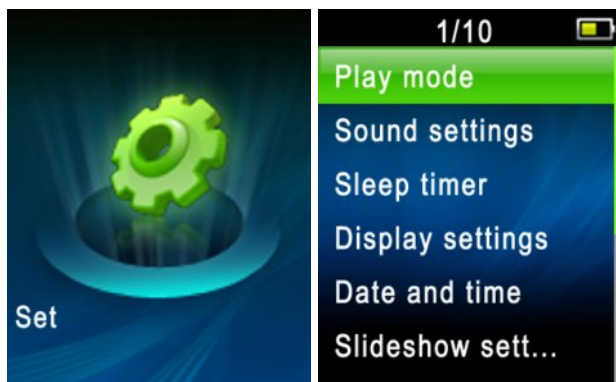 Set
1/10
Play mode
Sound settings
Sleep timer
Display settings
Date and time
Slideshow sett...